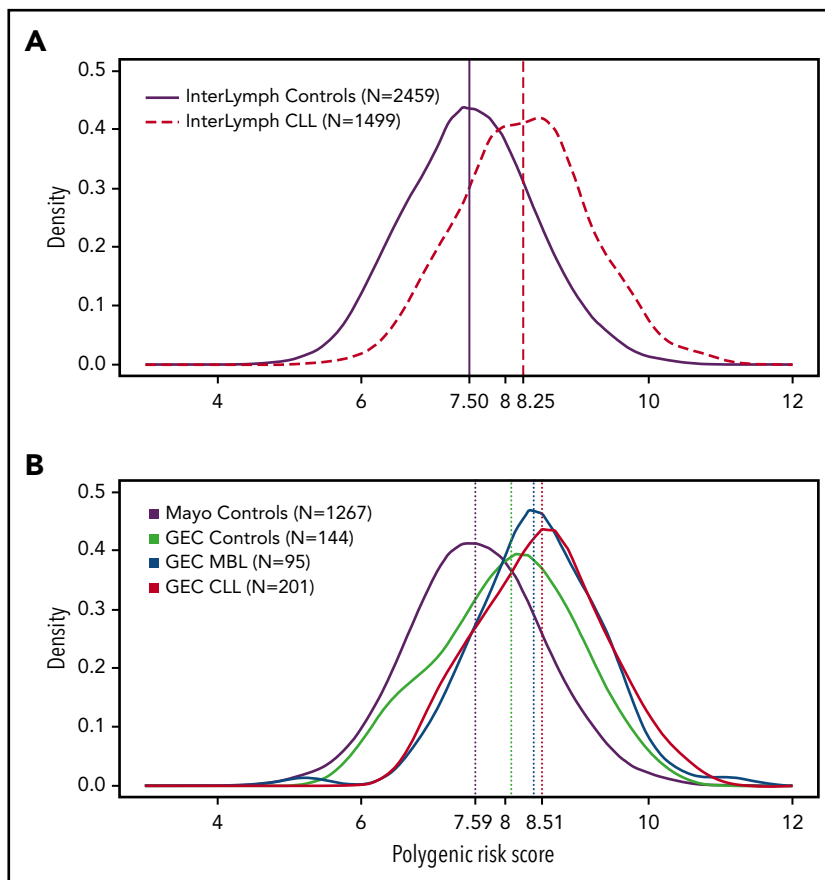 A
0.5
InterLymph Controls (N=2459)
InterLymph CLL (N=1499)
0.4
0.3
Density
0.2
0.1
0.0
4 6 7.50 8 8.25 10 12
B
0.5
Mayo Controls (N=1267)
GEC Controls (N=144)
GEC MBL (N=95)
GEC CLL (N=201)
0.4
0.3
Density
0.2
0.1
0.0
4 6 7.59 8 8.51 10 12
Polygenic risk score